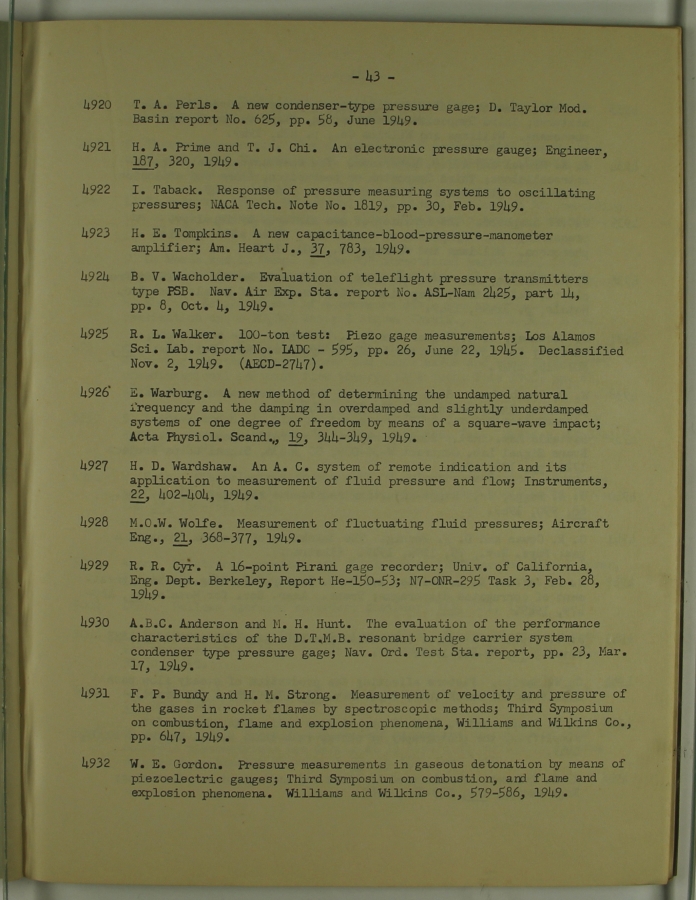 - 43 -
4920 T. A. Perls. A new condenser-type pressure gage; D. Taylor Mod.
Basin report No. 625, pp. 58, June 1949.
4921 H. A. Prime and T. J. Chi. An electronic pressure gauge; Engineer,
187, 320, 1949.
4922 I. Taback. Response of pressure measuring systems to oscillating
pressures; NACA Tech. Note No. 1819, pp. 30, Feb. 1949.
4923 H. E. Tompkins. A new capacitance-blood-pressure-manometer
amplifier; Am. Heart J., 37, 783, 1949.
4924 B. V. Wacholder. Evaluation of teleflight pressure transmitters
type PSB. Nav. Air Exp. Sta. report No. ASL-Nam 2425, part 14,
pp. 8, Oct. 4, 1949.
4925 R. L. Walker. 100-ton test: Piezo gage measurements; Los Alamos
Sci. Lab. report No. LADC - 595, pp. 26, June 22, 1945. Declassified
Nov. 2, 1949. (AECD-2747).
4926 E. Warburg. A new method of determining the undamped natural
frequency and the damping in overdamped and slightly underdamped
systems of one degree of freedom by means of a square-wave impact;
Acta Physiol. Scand., 19, 344-349, 1949.
4927 H. D. Wardshaw. An A. C. system of remote indication and its
application to measurement of fluid pressure and flow; Instruments,
22, 402-404, 1949.
4928 M.O.W. Wolfe. Measurement of fluctuating fluid pressures; Aircraft
Eng., 21, 368-377, 1949.
4929 R. R. Cyr. A 16-point Pirani gage recorder; Univ. of California,
Eng. Dept. Berkeley, Report He-150-53; N7-ONR-295 Task 3, Feb. 28,
1949.
4930 A.B.C. Anderson and M. H. Hunt. The evaluation of the performance
characteristics of the D.T.M.B. resonant bridge carrier system
condenser type pressure gage; Nav. Ord. Test Sta. report, pp. 23, Mar.
17, 1949.
4931 F. P. Bundy and H. M. Strong. Measurement of velocity and pressure of
the gases in rocket flames by spectroscopic methods; Third Symposium
on combustion, flame and explosion phenomena, Williams and Wilkins Co.,
pp. 647, 1949.
4932 W. E. Gordon. Pressure measurements in gaseous detonation by means of
piezoelectric gauges; Third Symposium on combustion, and flame and
explosion phenomena. Williams and Wilkins Co., 579-586, 1949.